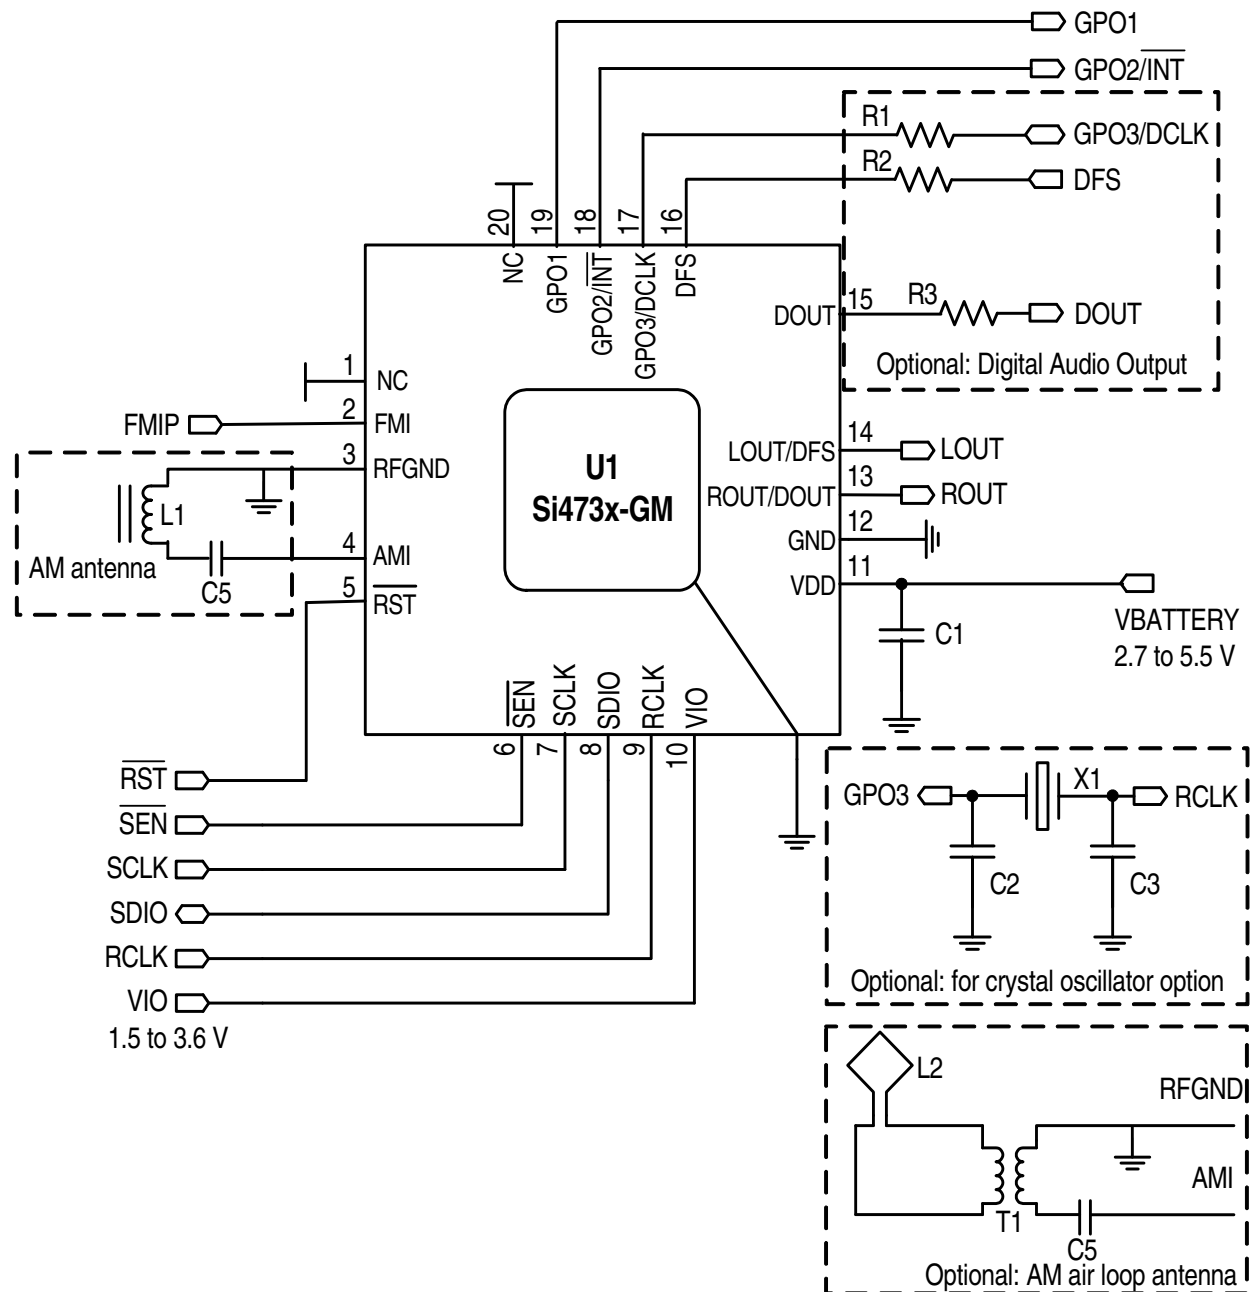 GPO1
GPO2/INT
R1
GPO3/DCLK
R2
DFS
20
19
18
17
16
NC
GPO1
GPO2/INT
GPO3/DCLK
DFS
DOUT
15
R3
DOUT
Optional: Digital Audio Output
1
NC
FMIP
2
FMI
3
RFGND
L1
4
AMI
AM antenna
C5
5
RST
U1
Si473x-GM
LOUT/DFS
14
LOUT
ROUT/DOUT
13
ROUT
GND
12
VDD
11
C1
VBATTERY
2.7 to 5.5 V
SEN
SCLK
SDIO
RCLK
VIO
6
7
8
9
10
RST
SEN
SCLK
SDIO
RCLK
VIO
1.5 to 3.6 V
GPO3
X1
RCLK
C2
C3
Optional: for crystal oscillator option
L2
RFGND
AMI
T1
C5
Optional: AM air loop antenna